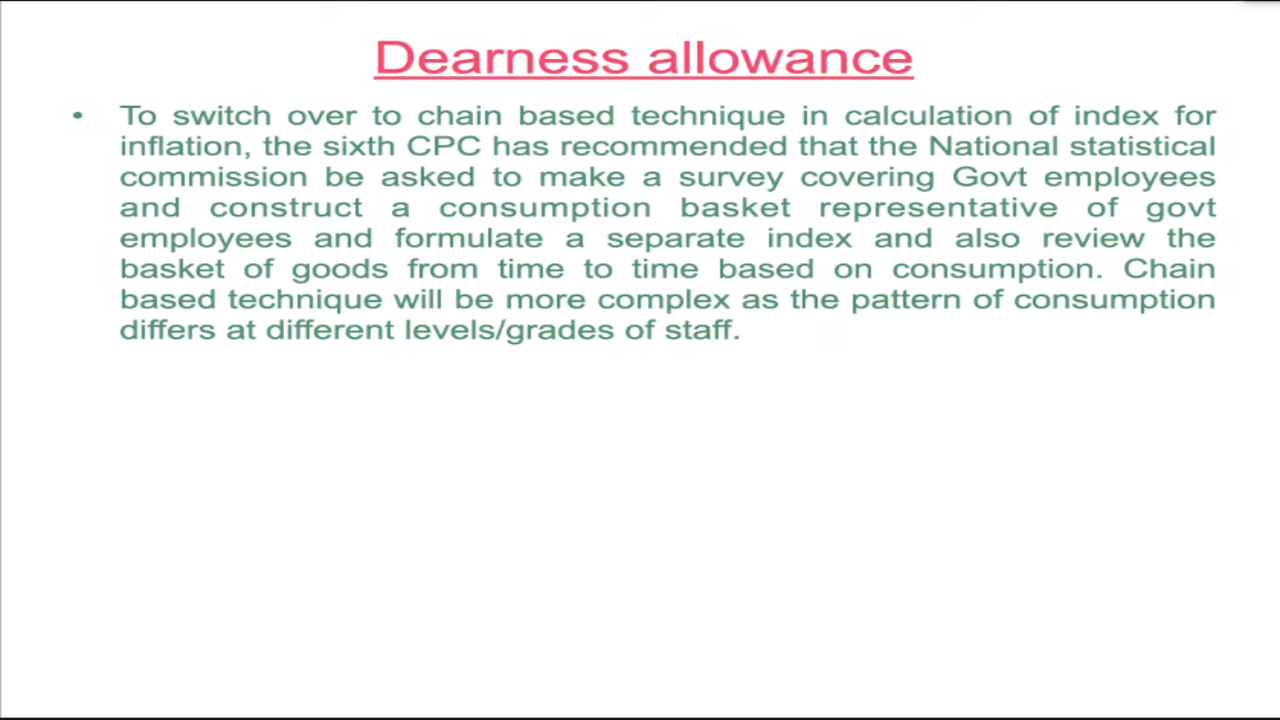 Dearness allowance
• To switch over to chain based technique in calculation of index for
inflation, the sixth CPC has recommended that the National statistical
commission be asked to make a survey covering Govt employees
and construct a consumption basket representative of govt
employees and formulate a separate index and also review the
basket of goods from time to time based on consumption. Chain
based technique will be more complex as the pattern of consumption
differs at different levels/grades of staff.